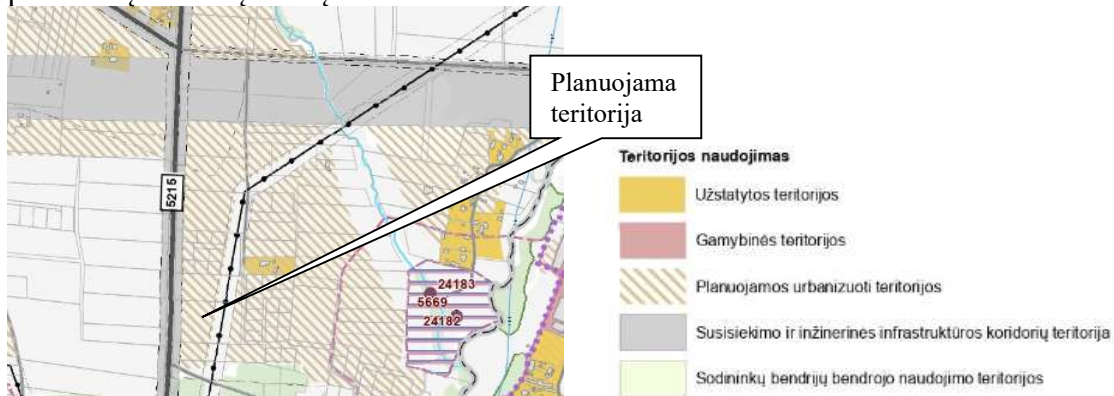 Planuojama
teritorija
5215
24183
5669
24182
Teritorijos naudojimas
Užstatytos teritorijos
Gamybinės teritorijos
Planuojamos urbanizuoti teritorijos
Susisiekimo ir inžinerinės infrastruktūros koridorių teritorija
Sodininkų bendrijų bendrojo naudojimo teritorijos